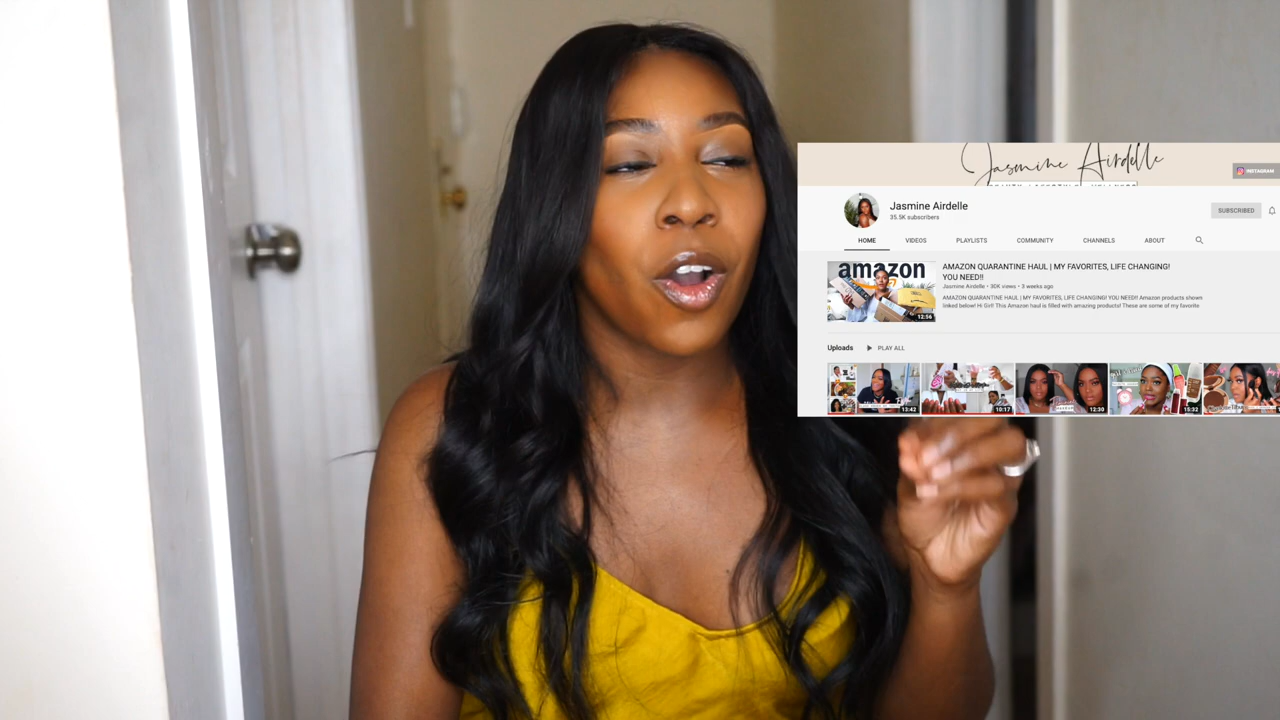 Jasmine Airdelle
INSTAGRAM
Jasmine Airdelle
35.5K subscribers
SUBSCRIBED
HOME VIDEOS PLAYLISTS COMMUNITY CHANNELS ABOUT
amazon
12:56
AMAZON QUARANTINE HAUL | MY FAVORITES, LIFE CHANGING!
YOU NEED!!
Jasmine Airdelle • 30K views • 3 weeks ago
AMAZON QUARANTINE HAUL | MY FAVORITES, LIFE CHANGING! YOU NEED!! Amazon products shown
linked below! Hi Girl! This Amazon haul is filled with amazing products! These are some of my favorite
Uploads PLAY ALL
13:42 10:17 12:30 15:32